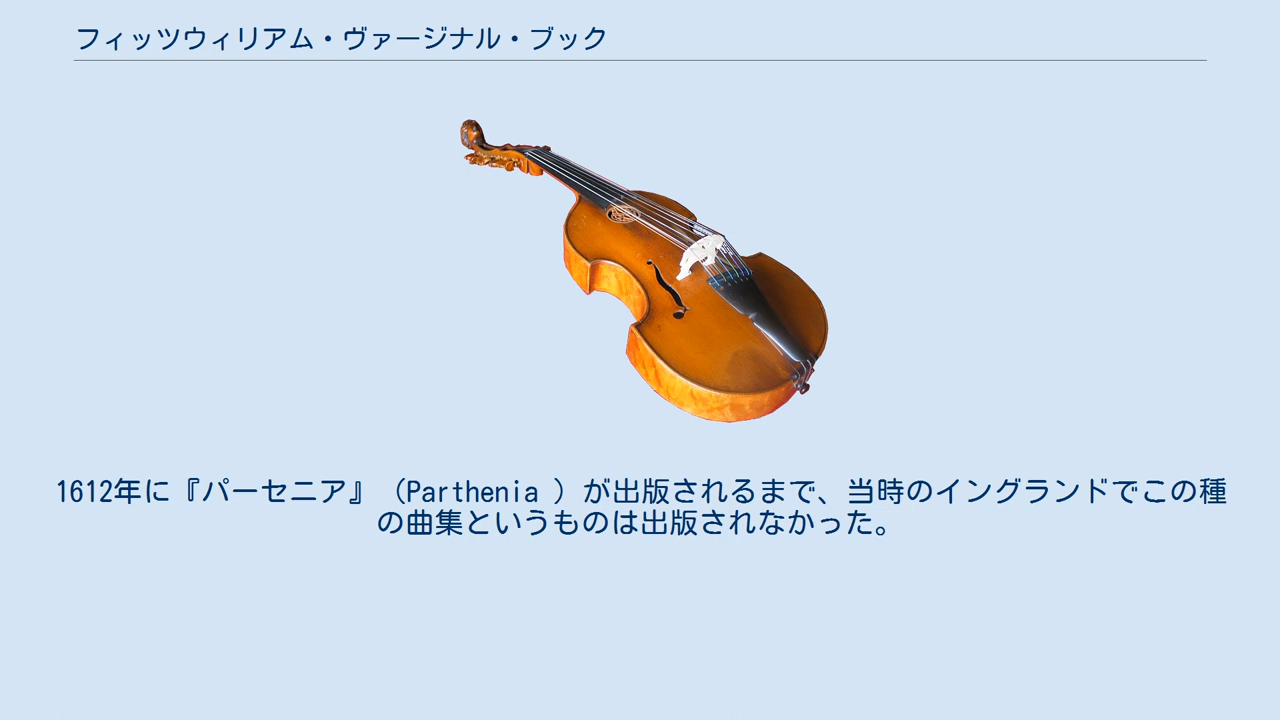 フィッツウィリアム・ヴァージナル・ブック
1612年に『パーセニア』（Parthenia ）が出版されるまで、当時のイングランドでこの種
の曲集というものは出版されなかった。